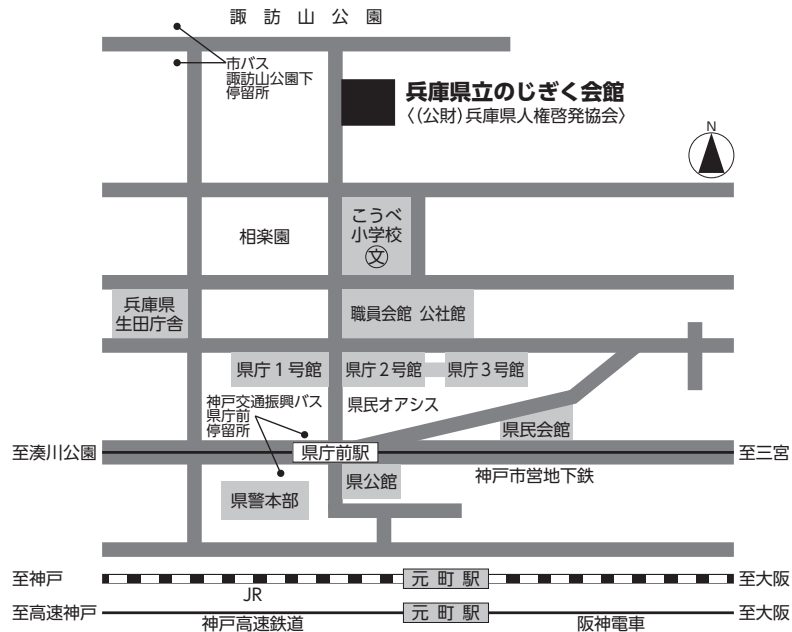 諏訪山公園
市バス
諏訪山公園下
停留所
兵庫県立のじぎく会館
〈(公財)兵庫県人権啓発協会〉
N
相楽園
こうべ
小学校
文
兵庫県
生田庁舎
職員会館 公社館
県庁1号館
県庁2号館
県庁3号館
神戸交通振興バス
県庁前
停留所
県民オアシス
県民会館
至湊川公園
県庁前駅
至三宮
神戸市営地下鉄
県公館
県警本部
至神戸
元町駅
至大阪
JR
至高速神戸
元町駅
至大阪
神戸高速鉄道
阪神電車